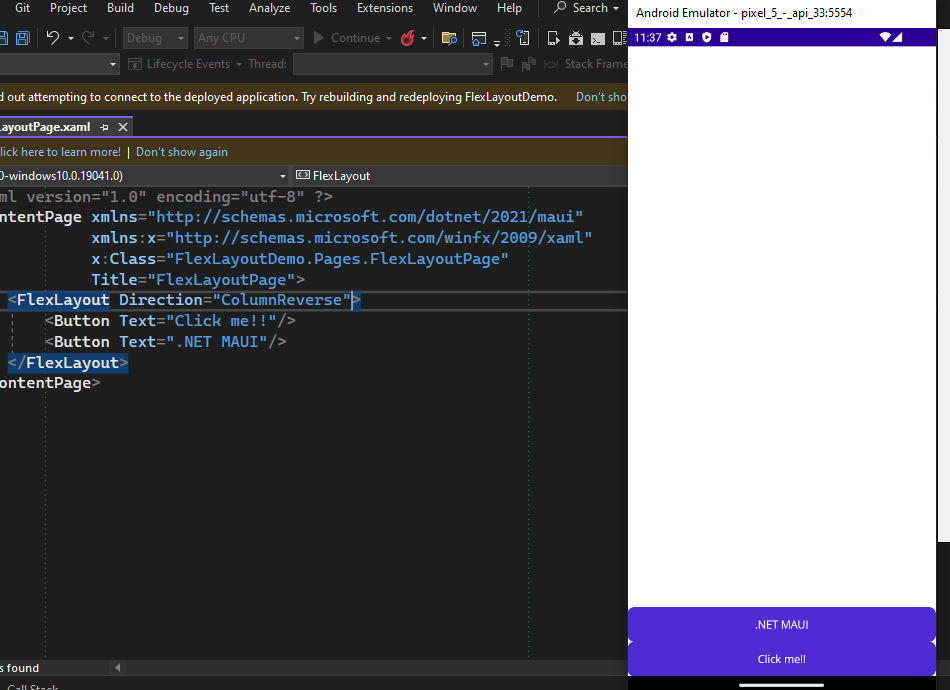 Git Project Build Debug Test Analyze Tools Extensions Window Help Search
Debug Any CPU Continue
Lifecycle Events Thread: Stack Frame
d out attempting to connect to the deployed application. Try rebuilding and redeploying FlexLayoutDemo. Don't sho
LayoutPage.xaml
lick here to learn more! | Don't show again
0-windows10.0.19041.0) FlexLayout
ml version="1.0" encoding="utf-8" ?>
ntentPage xmlns="http://schemas.microsoft.com/dotnet/2021/maui"
xmlns:x="http://schemas.microsoft.com/winfx/2009/xaml"
x:Class="FlexLayoutDemo.Pages.FlexLayoutPage"
Title="FlexLayoutPage">
<FlexLayout Direction="ColumnReverse">
<Button Text="Click me!!"/>
<Button Text=".NET MAUI"/>
</FlexLayout>
ontentPage>
s found
Call Stack
Android Emulator - pixel_5_-_api_33:5554
11:37
.NET MAUI
Click me!!